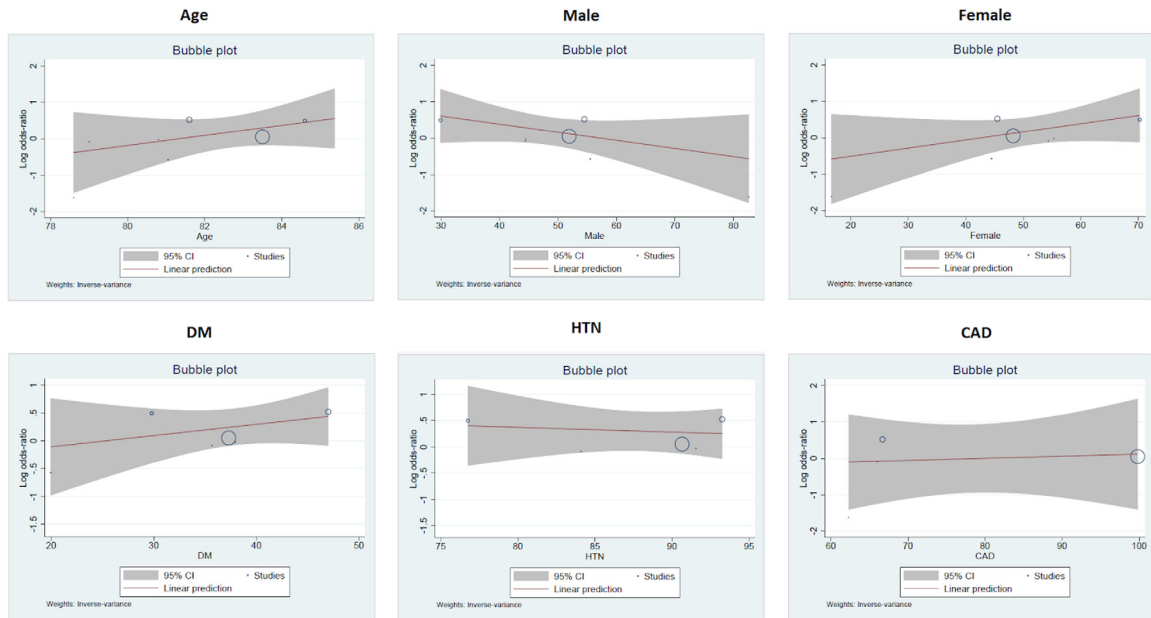 Age
Bubble plot
Log odds-ratio
2
1
0
-1
-2
78 80 82 84 86
Age
95% CI Studies
Linear prediction
Weights: Inverse-variance
Male
Bubble plot
Log odds-ratio
2
1
0
-1
-2
30 40 50 60 70 80
Male
95% CI Studies
Linear prediction
Weights: Inverse-variance
Female
Bubble plot
Log odds-ratio
2
1
0
-1
-2
20 30 40 50 60 70
Female
95% CI Studies
Linear prediction
Weights: Inverse-variance
DM
Bubble plot
Log odds-ratio
1
.5
0
-.5
-1
-1.5
20 30 40 50
DM
95% CI Studies
Linear prediction
Weights: Inverse-variance
HTN
Bubble plot
Log odds-ratio
1
.5
0
-.5
-1
-1.5
75 80 85 90 95
HTN
95% CI Studies
Linear prediction
Weights: Inverse-variance
CAD
Bubble plot
Log odds-ratio
2
1
0
-1
-2
60 70 80 90 100
CAD
95% CI Studies
Linear prediction
Weights: Inverse-variance